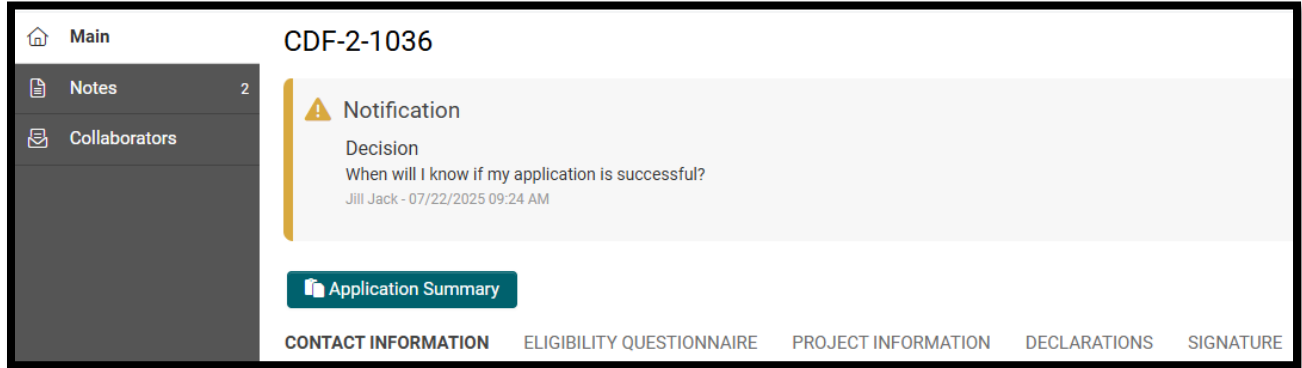 Main
Notes 2
Collaborators
CDF-2-1036
Notification
Decision
When will I know if my application is successful?
Jill Jack - 07/22/2025 09:24 AM
Application Summary
CONTACT INFORMATION ELIGIBILITY QUESTIONNAIRE PROJECT INFORMATION DECLARATIONS SIGNATURE